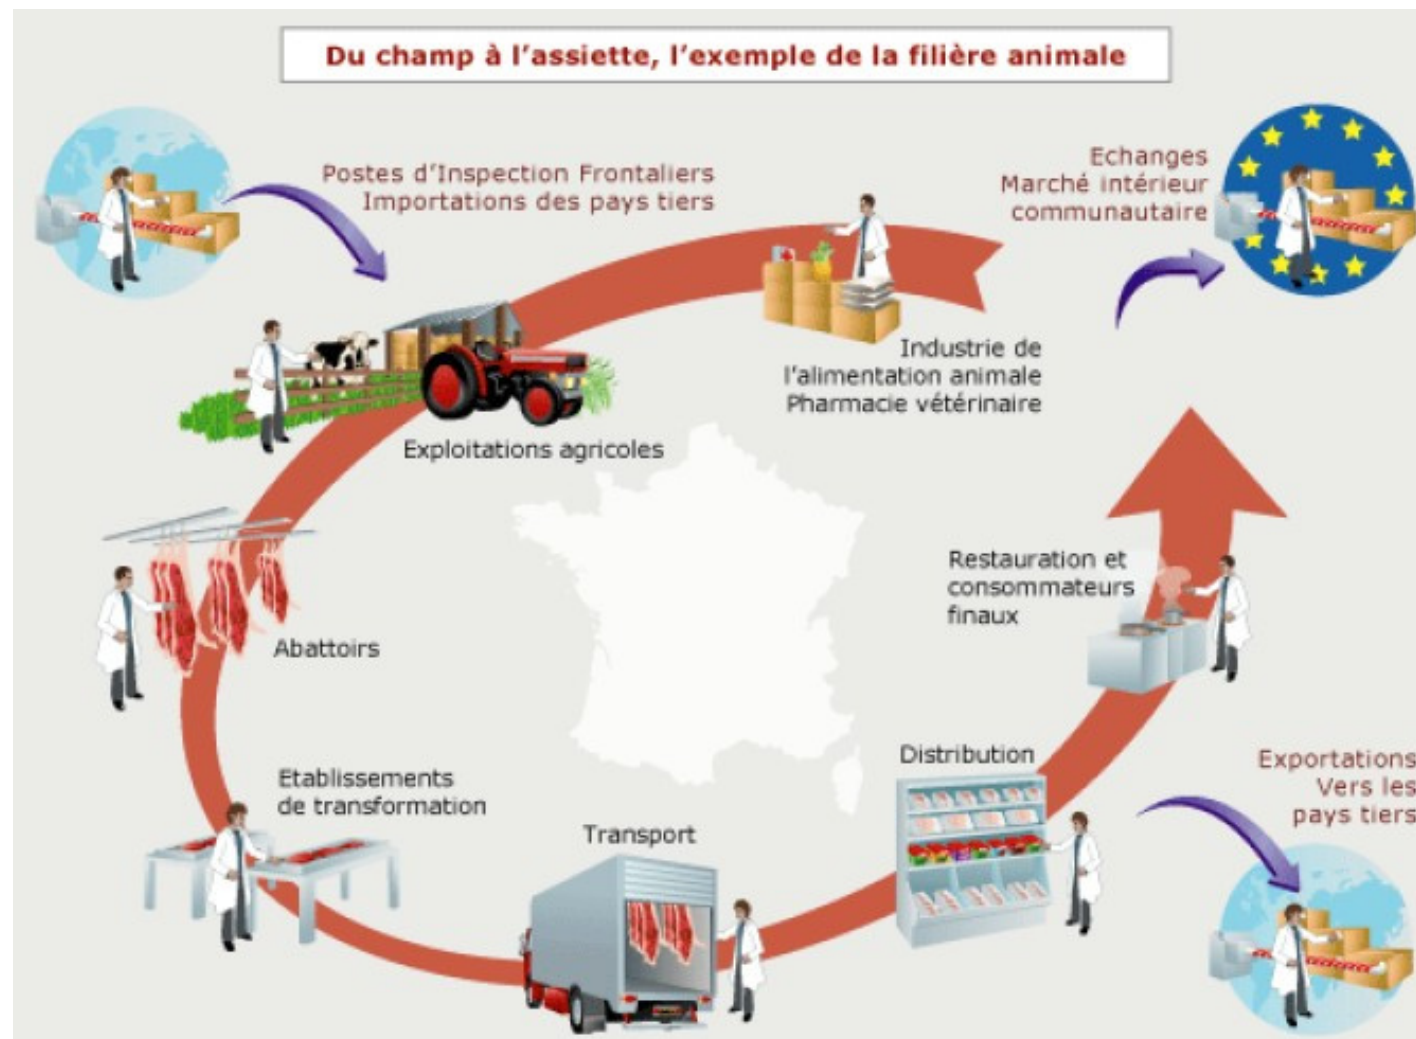 Du champ à l'assiette, l'exemple de la filière animale
Postes d'Inspection Frontaliers
Importations des pays tiers
Echanges
Marché intérieur
communautaire
Industrie de
l'alimentation animale
Pharmacie vétérinaire
Exploitations agricoles
Abattoirs
Etablissements
de transformation
Transport
Distribution
Restauration et
consommateurs
finaux
Exportations
Vers les
pays tiers